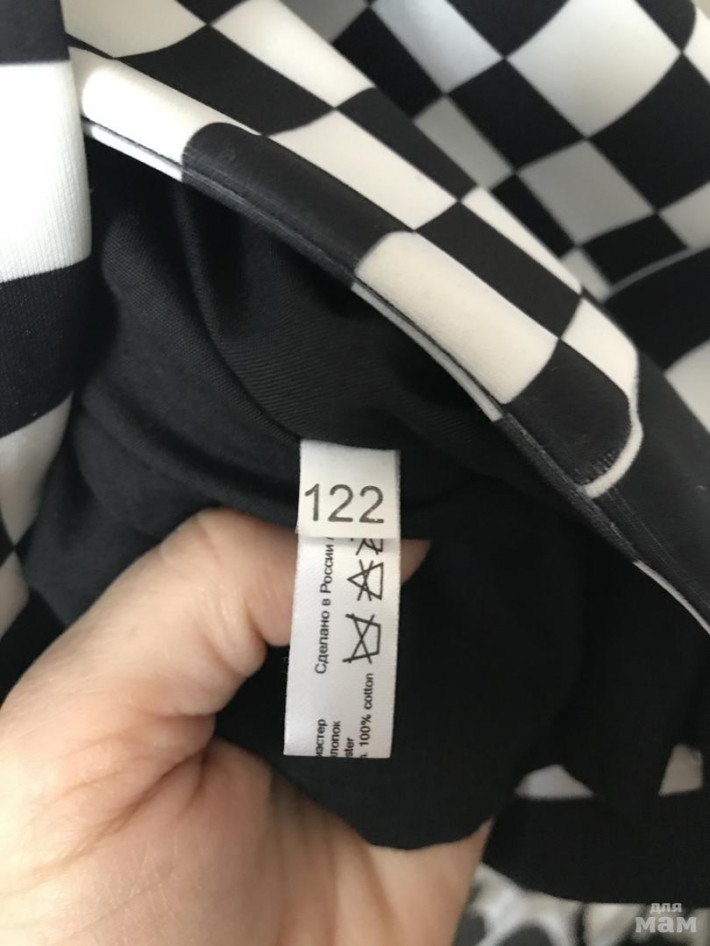 122
Сделано в России /
100% cotton
для
мам